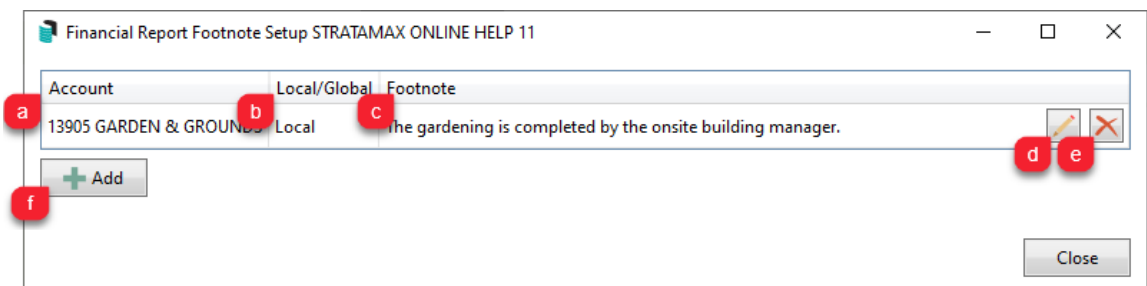 Financial Report Footnote Setup STRATAMAX ONLINE HELP 11
Account Local/Global Footnote
a 13905 GARDEN & GROUNDS b Local c The gardening is completed by the onsite building manager.
d e
Add
f
Close